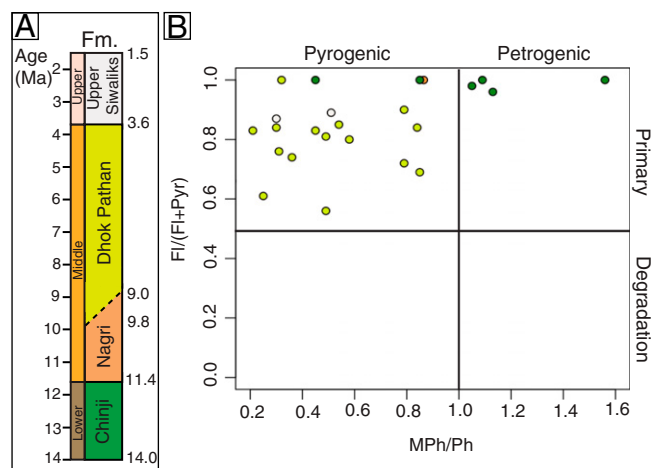 A
Fm.
Age
(Ma)
1.5
2
3
3.6
4
5
6
7
8
9
9.0
9.8
10
11
11.4
12
13
14
14.0
Upper
Middle
Lower
Upper
Siwaliks
Dhok Pathan
Nagri
Chinji
B
Pyrogenic
Petrogenic
Primary
Degradation
Fl/(Fl+Pyr)
1.0
0.8
0.6
0.4
0.2
0.0
0.2
0.4
0.6
0.8
1.0
1.2
1.4
1.6
MPh/Ph